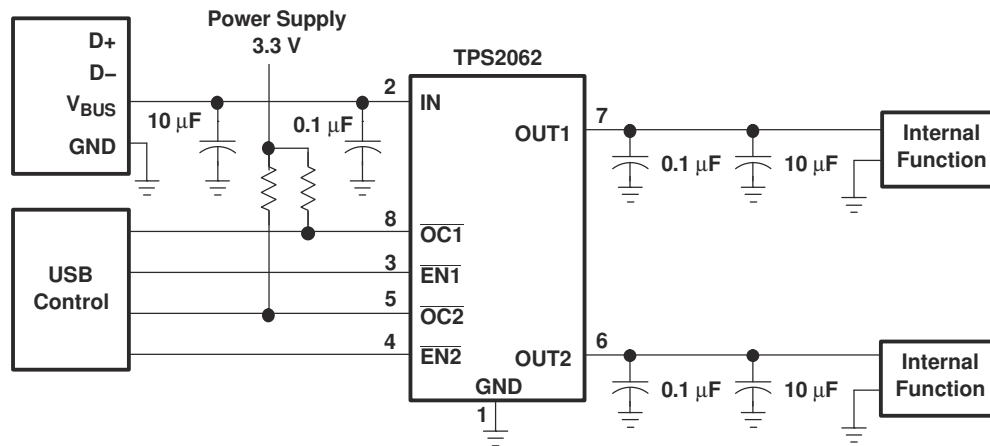 Power Supply
3.3 V
D+
D−
V_BUS
GND
10 μF
0.1 μF
TPS2062
2
IN
8
OC1
3
EN1
5
OC2
4
EN2
GND
1
OUT1
7
0.1 μF
10 μF
Internal
Function
OUT2
6
0.1 μF
10 μF
Internal
Function
USB
Control